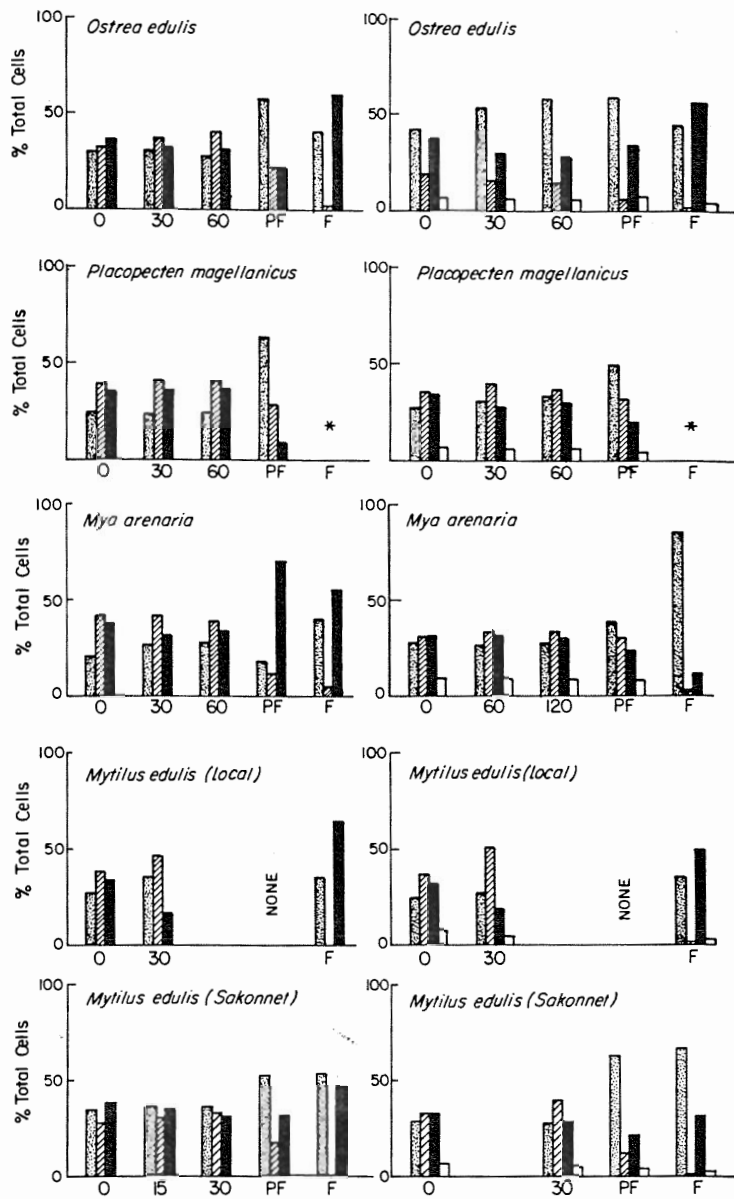 100
Ostrea edulis
50
% Total Cells
0
0 30 60 PF F
100
Ostrea edulis
50
0
0 30 60 PF F
100
Placopecten magellanicus
50
% Total Cells
0 30 60 PF F
*
100
Placopecten magellanicus
50
0 30 60 PF F
*
100
Mya arenaria
50
% Total Cells
0
0 30 60 PF F
100
Mya arenaria
50
0
0 60 120 PF F
100
Mytilus edulis (local)
50
% Total Cells
NONE
0
0 30 F
100
Mytilus edulis (local)
50
NONE
0
0 30 F
100
Mytilus edulis (Sakonnet)
50
% Total Cells
0
0 15 30 PF F
100
Mytilus edulis (Sakonnet)
50
0
0 30 PF F